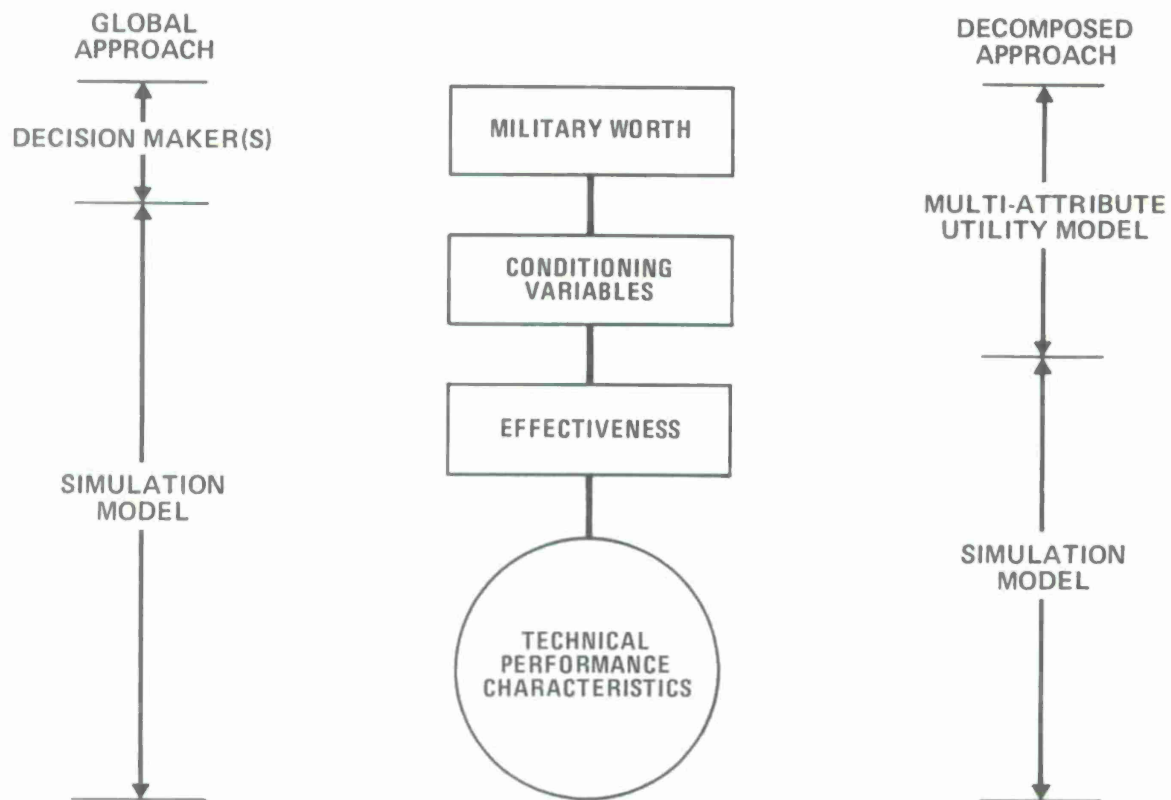 GLOBAL
APPROACH
DECISION MAKER(S)
SIMULATION
MODEL
MILITARY WORTH
CONDITIONING
VARIABLES
EFFECTIVENESS
TECHNICAL
PERFORMANCE
CHARACTERISTICS
DECOMPOSED
APPROACH
MULTI-ATTRIBUTE
UTILITY MODEL
SIMULATION
MODEL